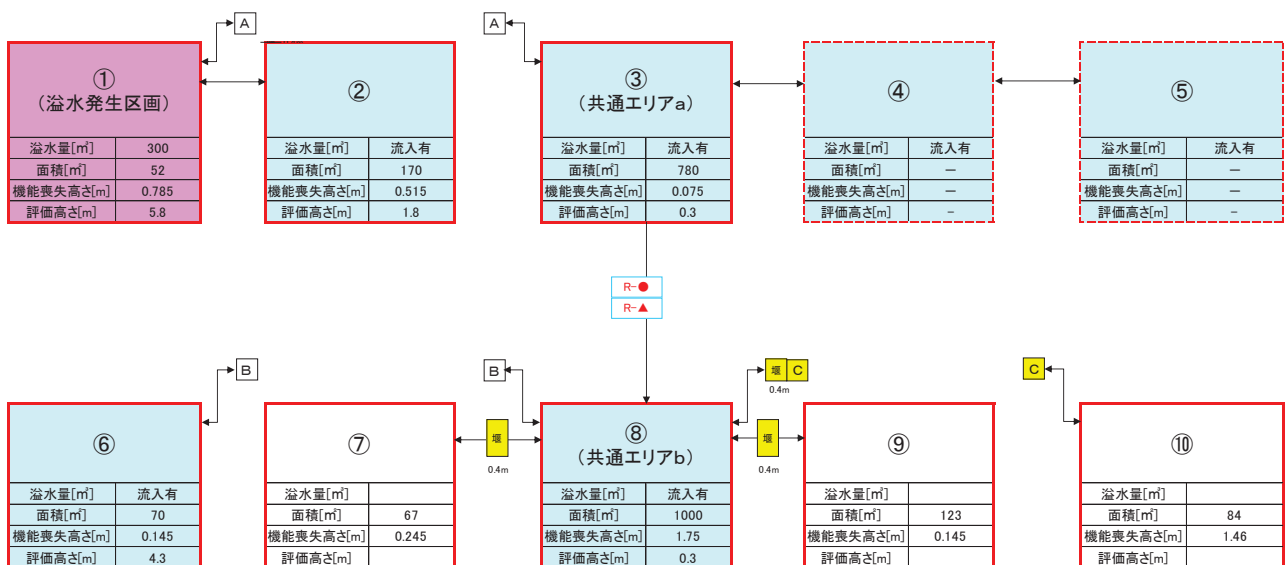 A
A
①
(溢水発生区画)
溢水量[㎥] 300
面積[㎡] 52
機能喪失高さ[m] 0.785
評価高さ[m] 5.8
②
溢水量[㎥] 流入有
面積[㎡] 170
機能喪失高さ[m] 0.515
評価高さ[m] 1.8
③
(共通エリアa)
溢水量[㎥] 流入有
面積[㎡] 780
機能喪失高さ[m] 0.075
評価高さ[m] 0.3
④
溢水量[㎥] 流入有
面積[㎡] ―
機能喪失高さ[m] ―
評価高さ[m] -
⑤
溢水量[㎥] 流入有
面積[㎡] ―
機能喪失高さ[m] ―
評価高さ[m] -
R-●
R-▲
B
B
堰 C
0.4m
C
⑥
溢水量[㎥] 流入有
面積[㎡] 70
機能喪失高さ[m] 0.145
評価高さ[m] 4.3
⑦
溢水量[㎥]
面積[㎡] 67
機能喪失高さ[m] 0.245
評価高さ[m]
堰
0.4m
⑧
(共通エリアb)
溢水量[㎥] 流入有
面積[㎡] 1000
機能喪失高さ[m] 1.75
評価高さ[m] 0.3
堰
0.4m
⑨
溢水量[㎥]
面積[㎡] 123
機能喪失高さ[m] 0.145
評価高さ[m]
⑩
溢水量[㎥]
面積[㎡] 84
機能喪失高さ[m] 1.46
評価高さ[m]